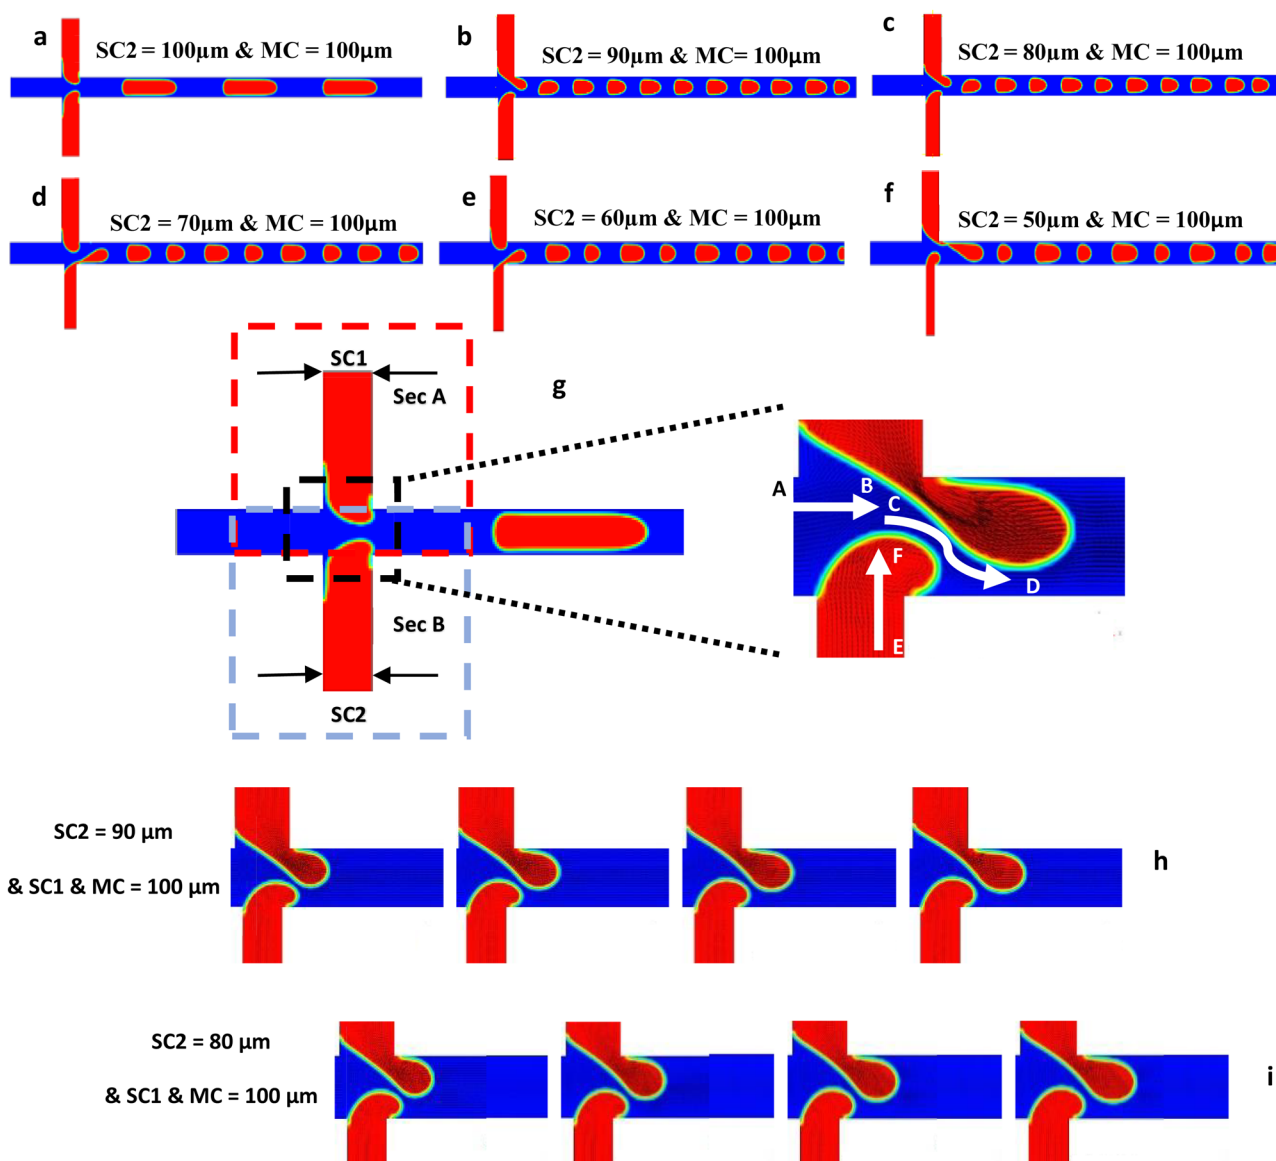 a
SC2 = 100µm & MC = 100µm
b
SC2 = 90µm & MC= 100µm
c
SC2 = 80µm & MC = 100µm
d
SC2 = 70µm & MC = 100µm
e
SC2 = 60µm & MC = 100µm
f
SC2 = 50µm & MC = 100µm
SC1
Sec A
g
Sec B
SC2
A
B
C
F
D
E
SC2 = 90 µm
& SC1 & MC = 100 µm
h
SC2 = 80 µm
& SC1 & MC = 100 µm
i